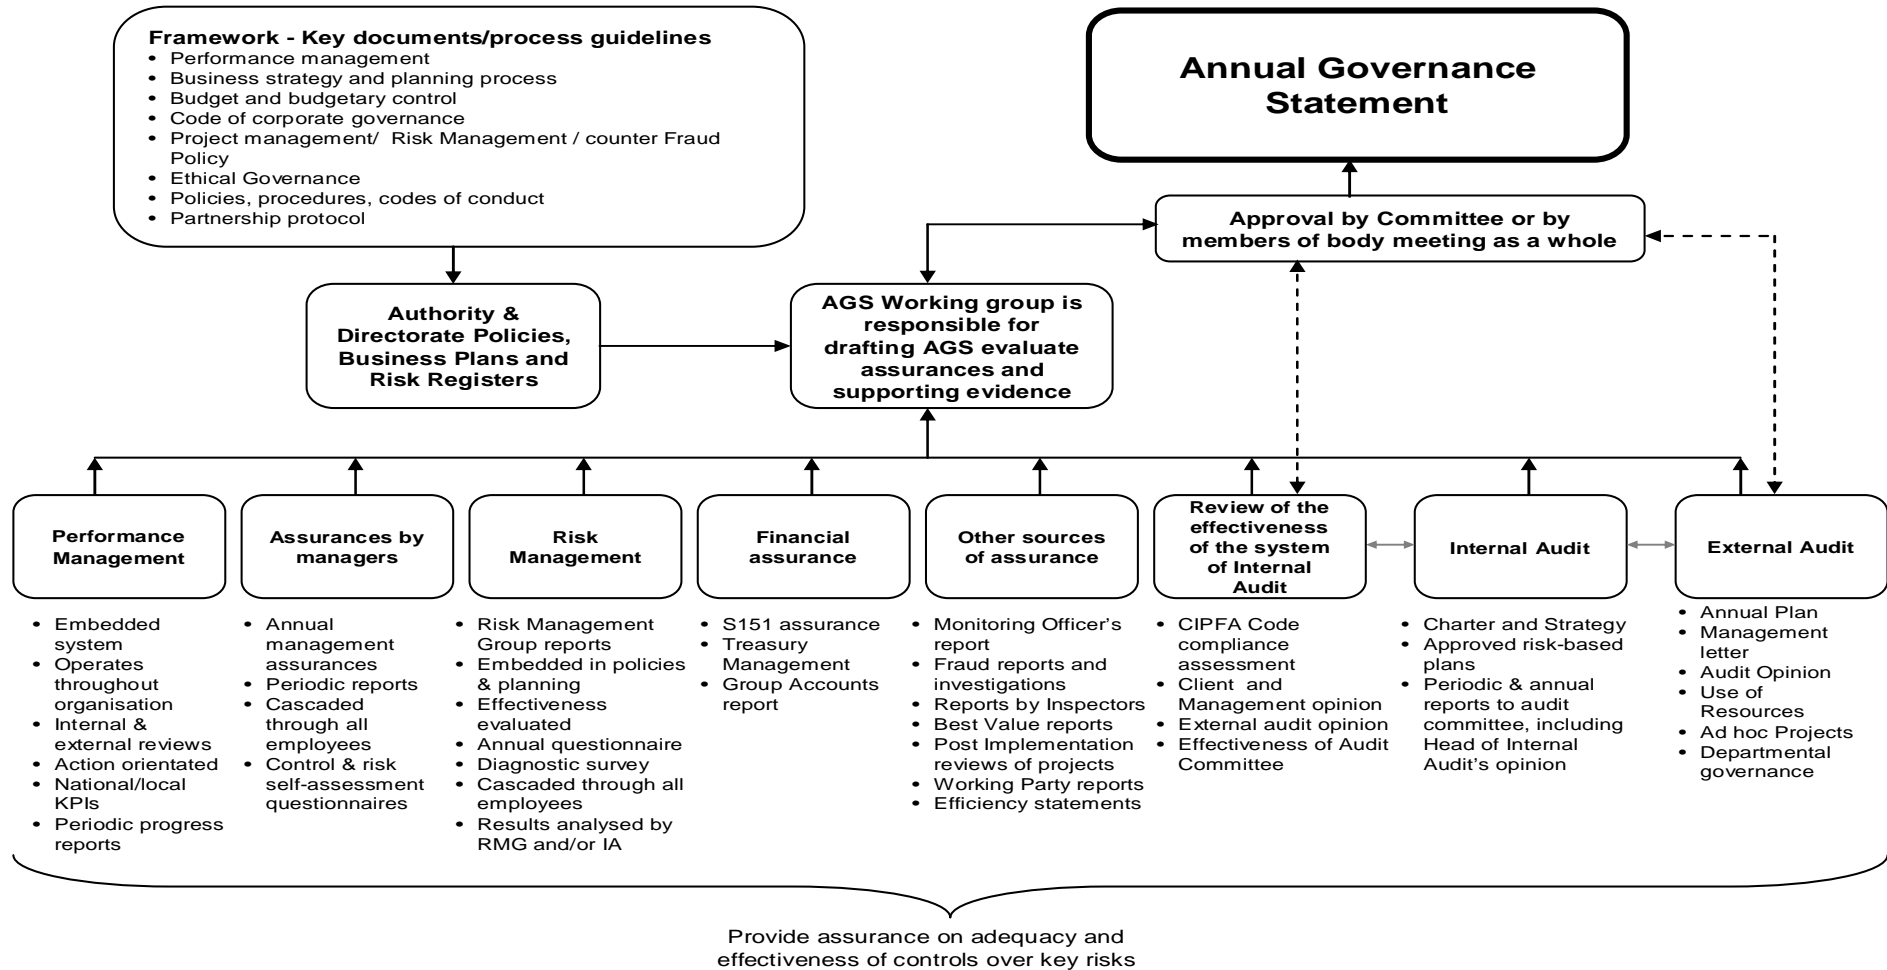 Framework - Key documents/process guidelines
• Performance management
• Business strategy and planning process
• Budget and budgetary control
• Code of corporate governance
• Project management/  Risk Management / counter Fraud
Policy
• Ethical Governance
• Policies, procedures, codes of conduct
• Partnership protocol
Annual Governance
Statement
Approval by Committee or by
members of body meeting as a whole
Authority &
Directorate Policies,
Business Plans and
Risk Registers
AGS Working group is
responsible for
drafting AGS evaluate
assurances and
supporting evidence
Performance
Management
Assurances by
managers
Risk
Management
Financial
assurance
Other sources
of assurance
Review of the
effectiveness
of the system
of Internal
Audit
Internal Audit
External Audit
• Embedded
system
• Operates
throughout
organisation
• Internal &
external reviews
• Action orientated
• National/local
KPIs
• Periodic progress
reports
• Annual
management
assurances
• Periodic reports
• Cascaded
through all
employees
• Control & risk
self-assessment
questionnaires
• Risk Management
Group reports
• Embedded in policies
& planning
• Effectiveness
evaluated
• Annual questionnaire
• Diagnostic survey
• Cascaded through all
employees
• Results analysed by
RMG and/or IA
• S151 assurance
• Treasury
Management
• Group Accounts
report
• Monitoring Officer's
report
• Fraud reports and
investigations
• Reports by Inspectors
• Best Value reports
• Post Implementation
reviews of projects
• Working Party reports
• Efficiency statements
• CIPFA Code
compliance
assessment
• Client  and
Management opinion
• External audit opinion
• Effectiveness of Audit
Committee
• Charter and Strategy
• Approved risk-based
plans
• Periodic & annual
reports to audit
committee, including
Head of Internal
Audit's opinion
• Annual Plan
• Management
letter
• Audit Opinion
• Use of
Resources
• Ad hoc Projects
• Departmental
governance
Provide assurance on adequacy and
effectiveness of controls over key risks